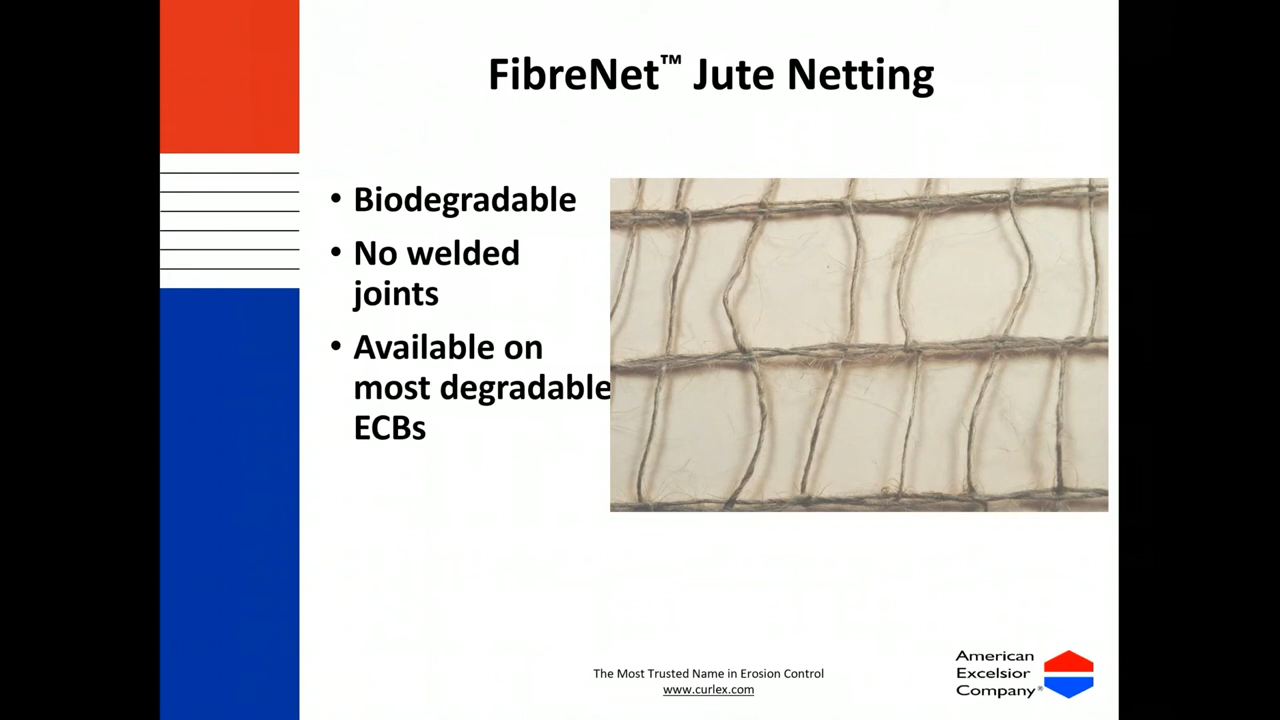 FibreNet™ Jute Netting
• Biodegradable
• No welded
joints
• Available on
most degradable
ECBs
The Most Trusted Name in Erosion Control
www.curlex.com
American
Excelsior
Company®